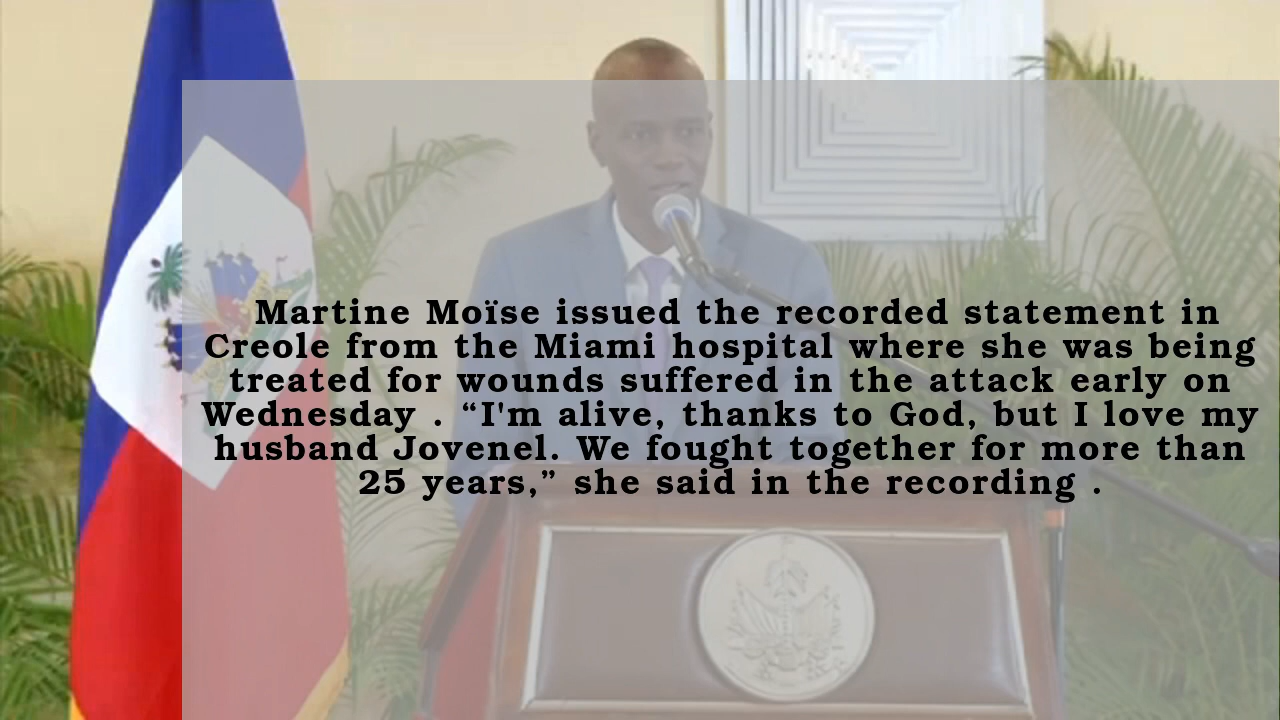 Martine Moïse issued the recorded statement in
Creole from the Miami hospital where she was being
treated for wounds suffered in the attack early on
Wednesday . “I'm alive, thanks to God, but I love my
husband Jovenel. We fought together for more than
25 years,” she said in the recording .